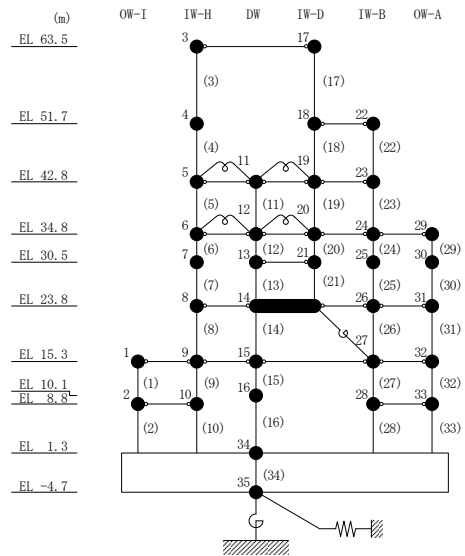 (m) OW-I IW-H DW IW-D IW-B OW-A
EL 63.5 3 17
(3) (17)
EL 51.7 4 18 22
(4) (18) (22)
11 19
EL 42.8 5 23
(5) (11) (19) (23)
12 20
EL 34.8 6 24 29
(6) (12) (20) (24) (29)
EL 30.5 7 13 21 25 30
(7) (13) (21) (25) (30)
EL 23.8 8 14 26 31
(8) (14) (26) (31)
27
EL 15.3 1 9 15 32
(1) (9) (15) (27) (32)
EL 10.1 16
EL 8.8 2 10 28 33
(2) (10) (16) (28) (33)
EL 1.3 34
(34)
EL -4.7 35